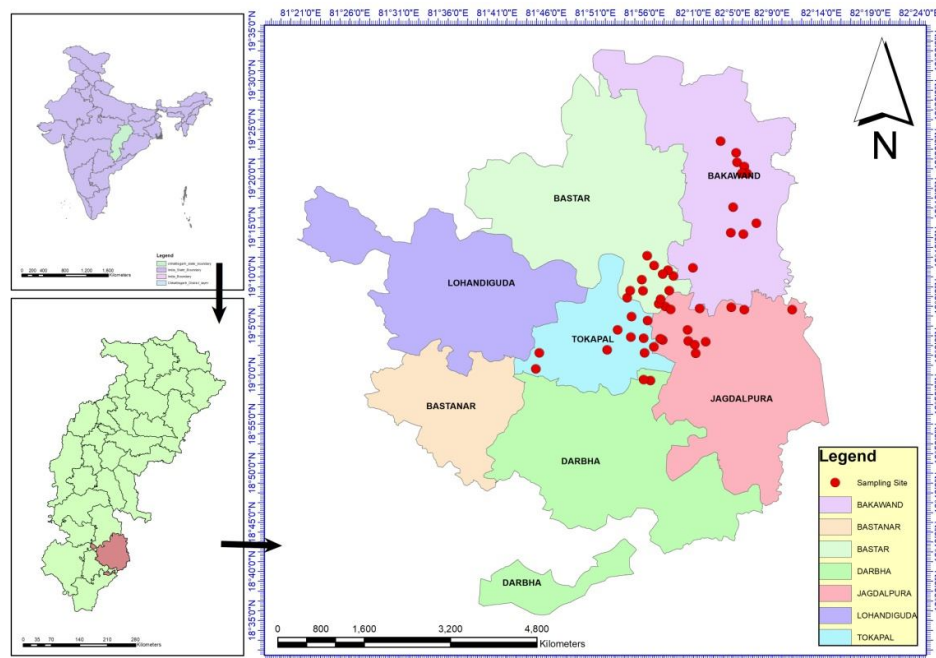 Legend
0 200 400 800 1,200 1,600
Kilometers
0 35 70 140 210 280
Kilometers
81°21'0"E 81°26'0"E 81°31'0"E 81°36'0"E 81°41'0"E 81°46'0"E 81°51'0"E 81°56'0"E 82°1'0"E 82°5'0"E 82°9'0"E 82°14'0"E 82°19'0"E 82°24'0"E
19°35'0"N
19°30'0"N
19°25'0"N
19°20'0"N
19°15'0"N
19°1'0"N
19°5'0"N
19°0'0"N
18°55'0"N
18°50'0"N
18°45'0"N
18°40'0"N
18°35'0"N
N
BAKAWAND
BASTAR
LOHANDIGUDA
TOKAPAL
BASTANAR
JAGDALPURA
DARBHA
DARBHA
0 800 1,600 3,200 4,800
Kilometers
Legend
Sampling Site
BAKAWAND
BASTANAR
BASTAR
DARBHA
JAGDALPURA
LOHANDIGUDA
TOKAPAL